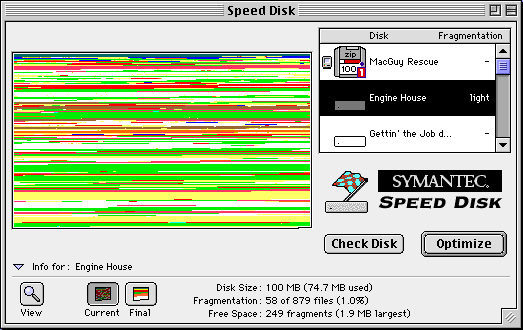 Speed Disk
Disk Fragmentation
zip
100
1
MacGuy Rescue -
Engine House light
Gettin' the Job d... -
SYMANTEC.
SPEED DISK
Check Disk Optimize
Info for : Engine House
View Current Final
Disk Size : 100 MB (74.7 MB used)
Fragmentation : 58 of 879 files (1.0%)
Free Space : 249 fragments (1.9 MB largest)